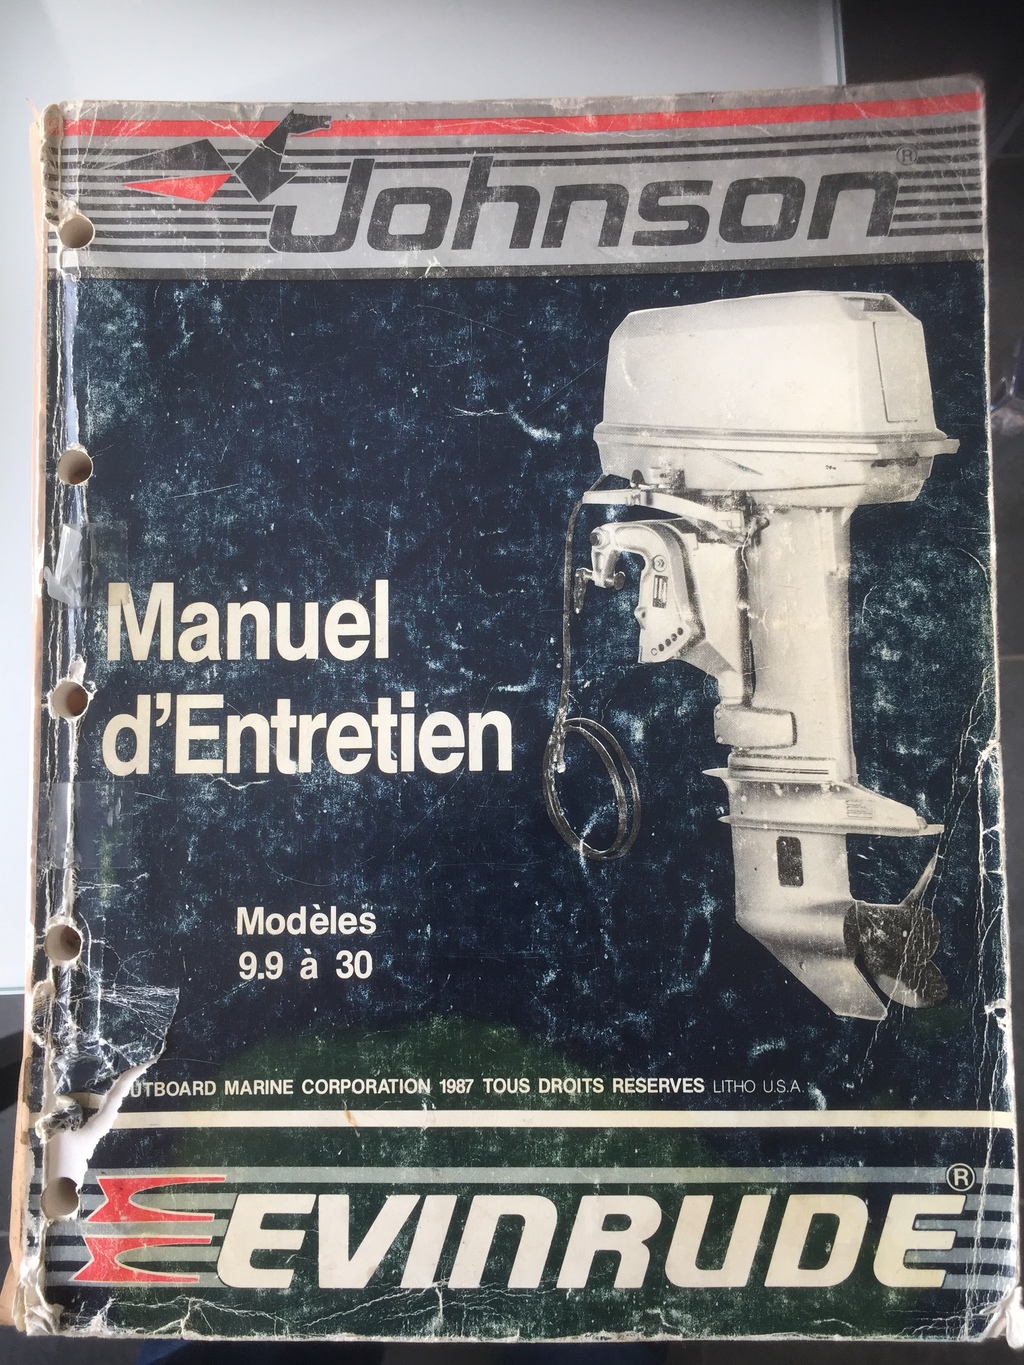 Johnson®
Manuel
d'Entretien
Modèles
9.9 à 30
UTBOARD MARINE CORPORATION 1987 TOUS DROITS RESERVES LITHO U.S.A.
EVINRUDE®